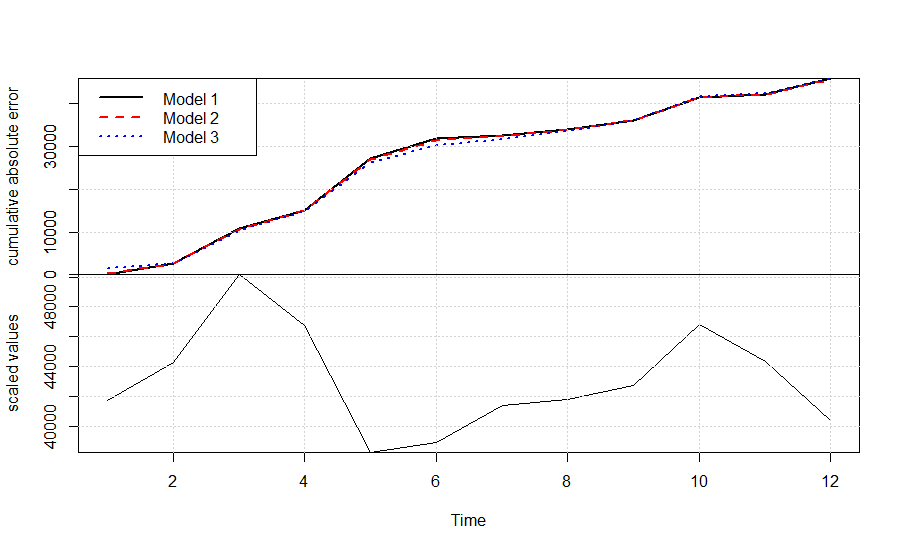 cumulative absolute error
30000
10000
0
Model 1
Model 2
Model 3
scaled values
48000
44000
40000
2 4 6 8 10 12
Time